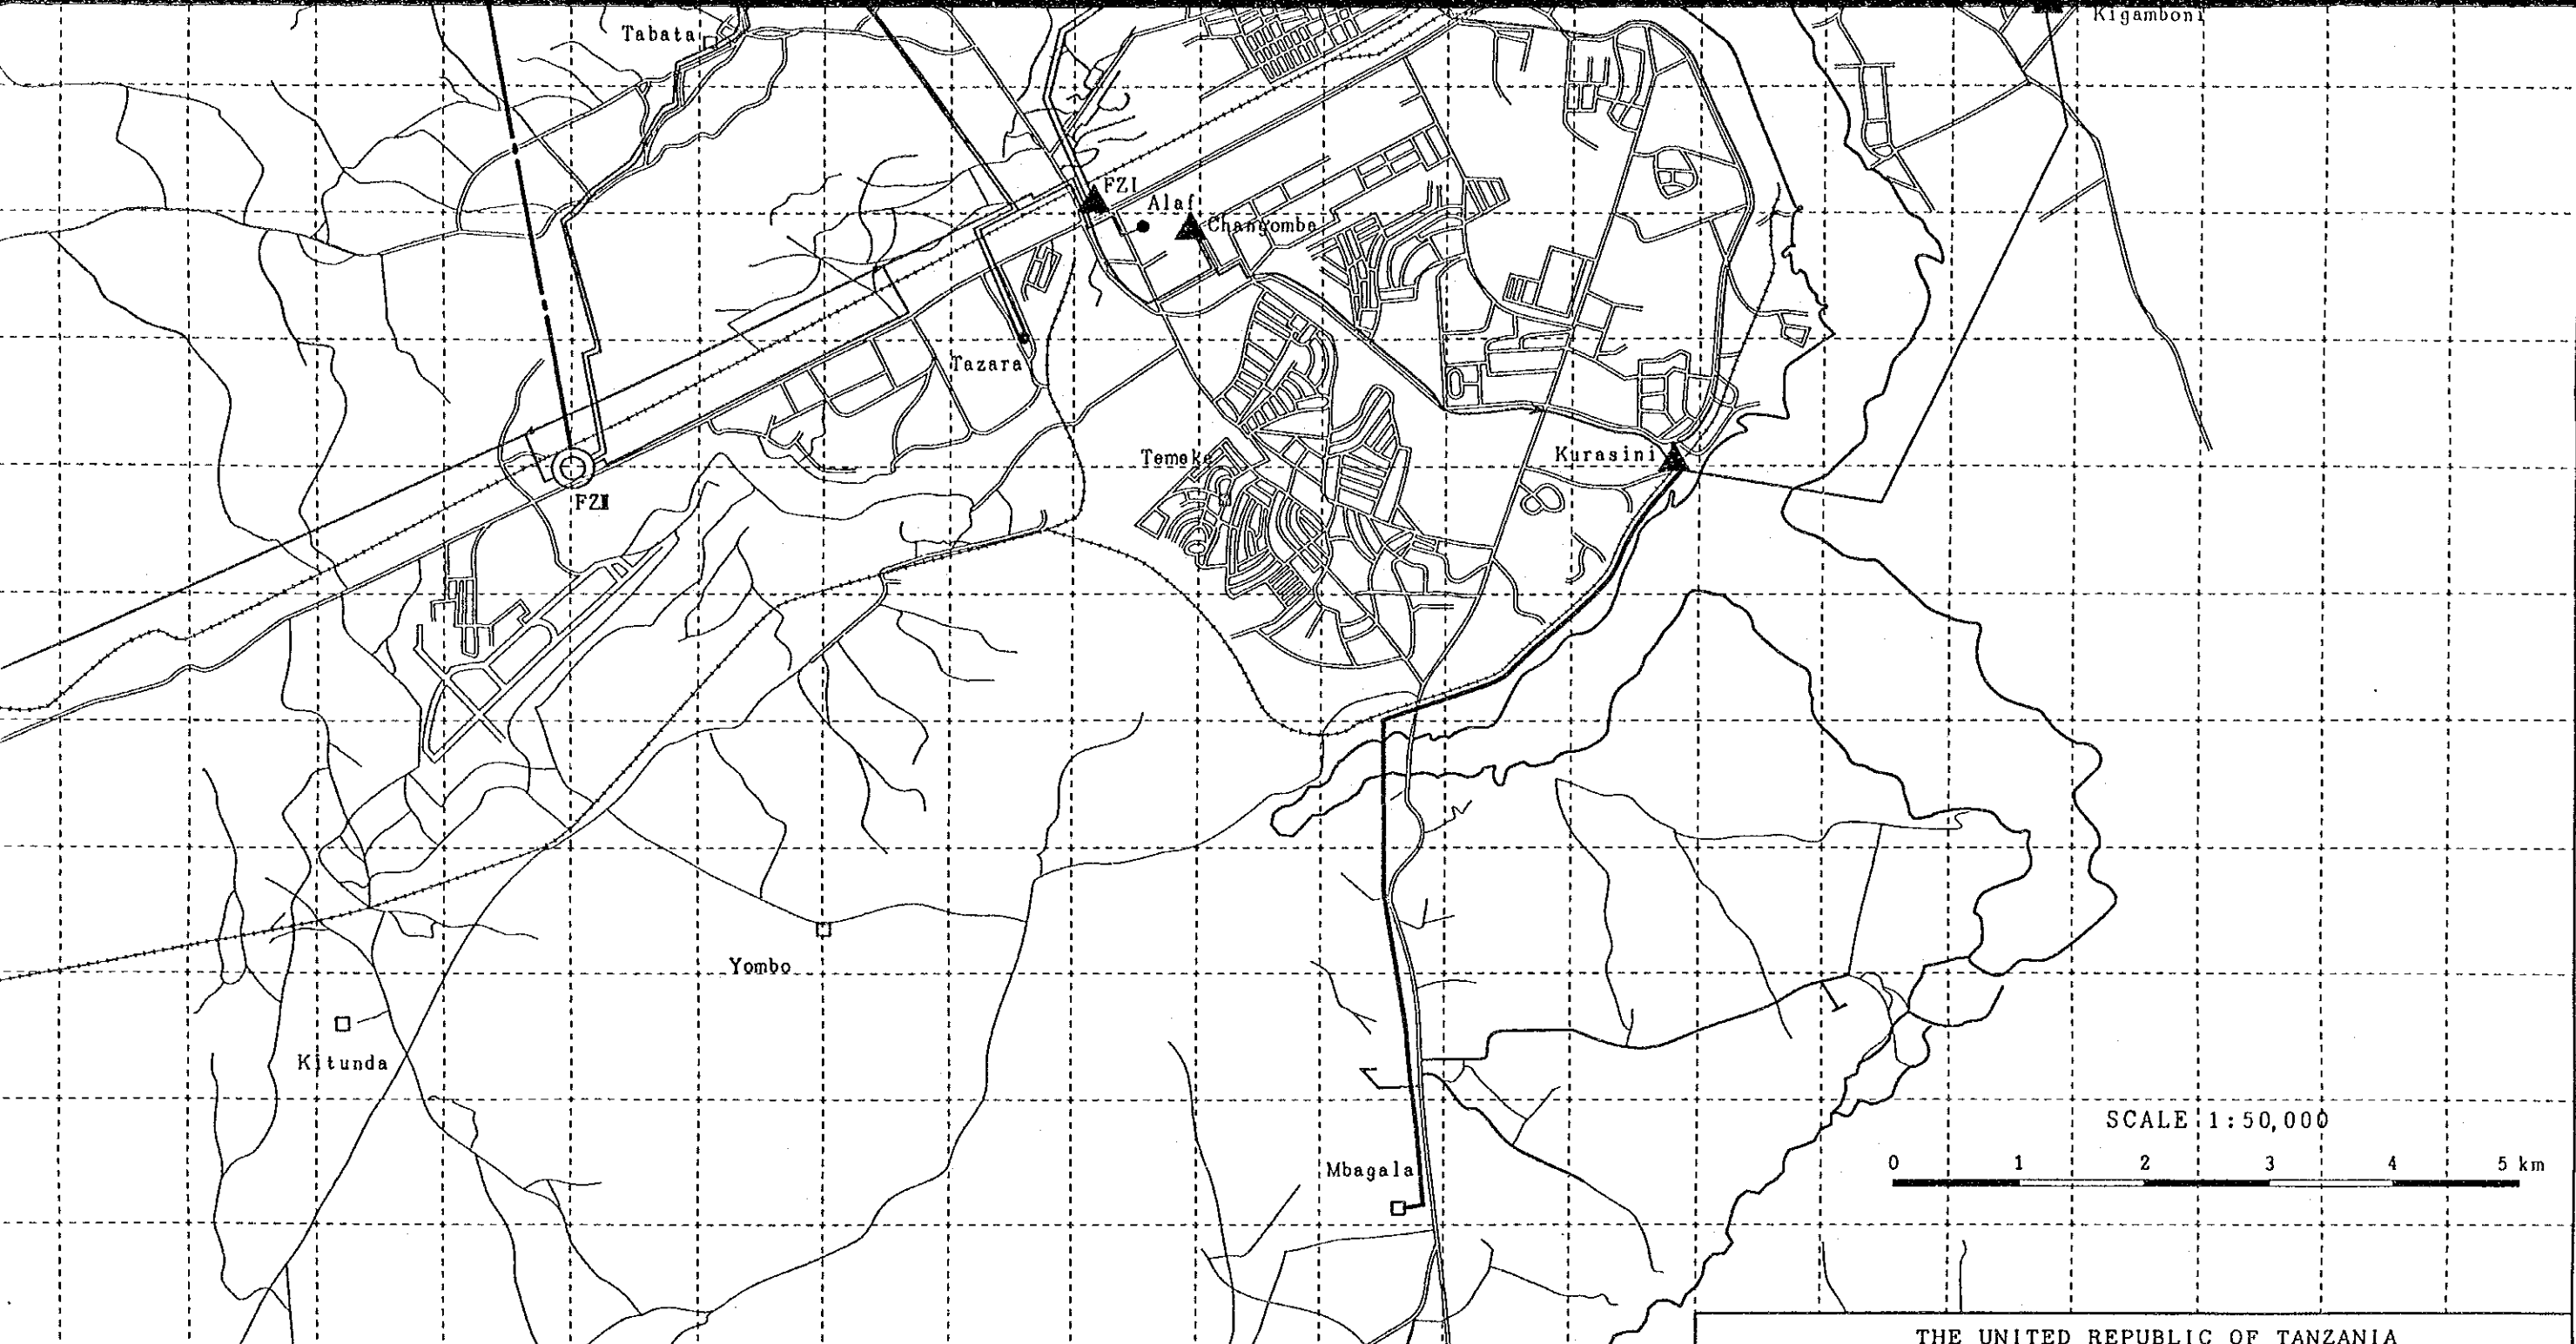 Kigamboni
Tabata
FZI
Alaf
Changombe
Tazara
Temeke
Kurasini
FZⅢ
Yombo
Kitunda
SCALE 1:50,000
Mbagala
0 1 2 3 4 5 km
THE UNITED REPUBLIC OF TANZANIA